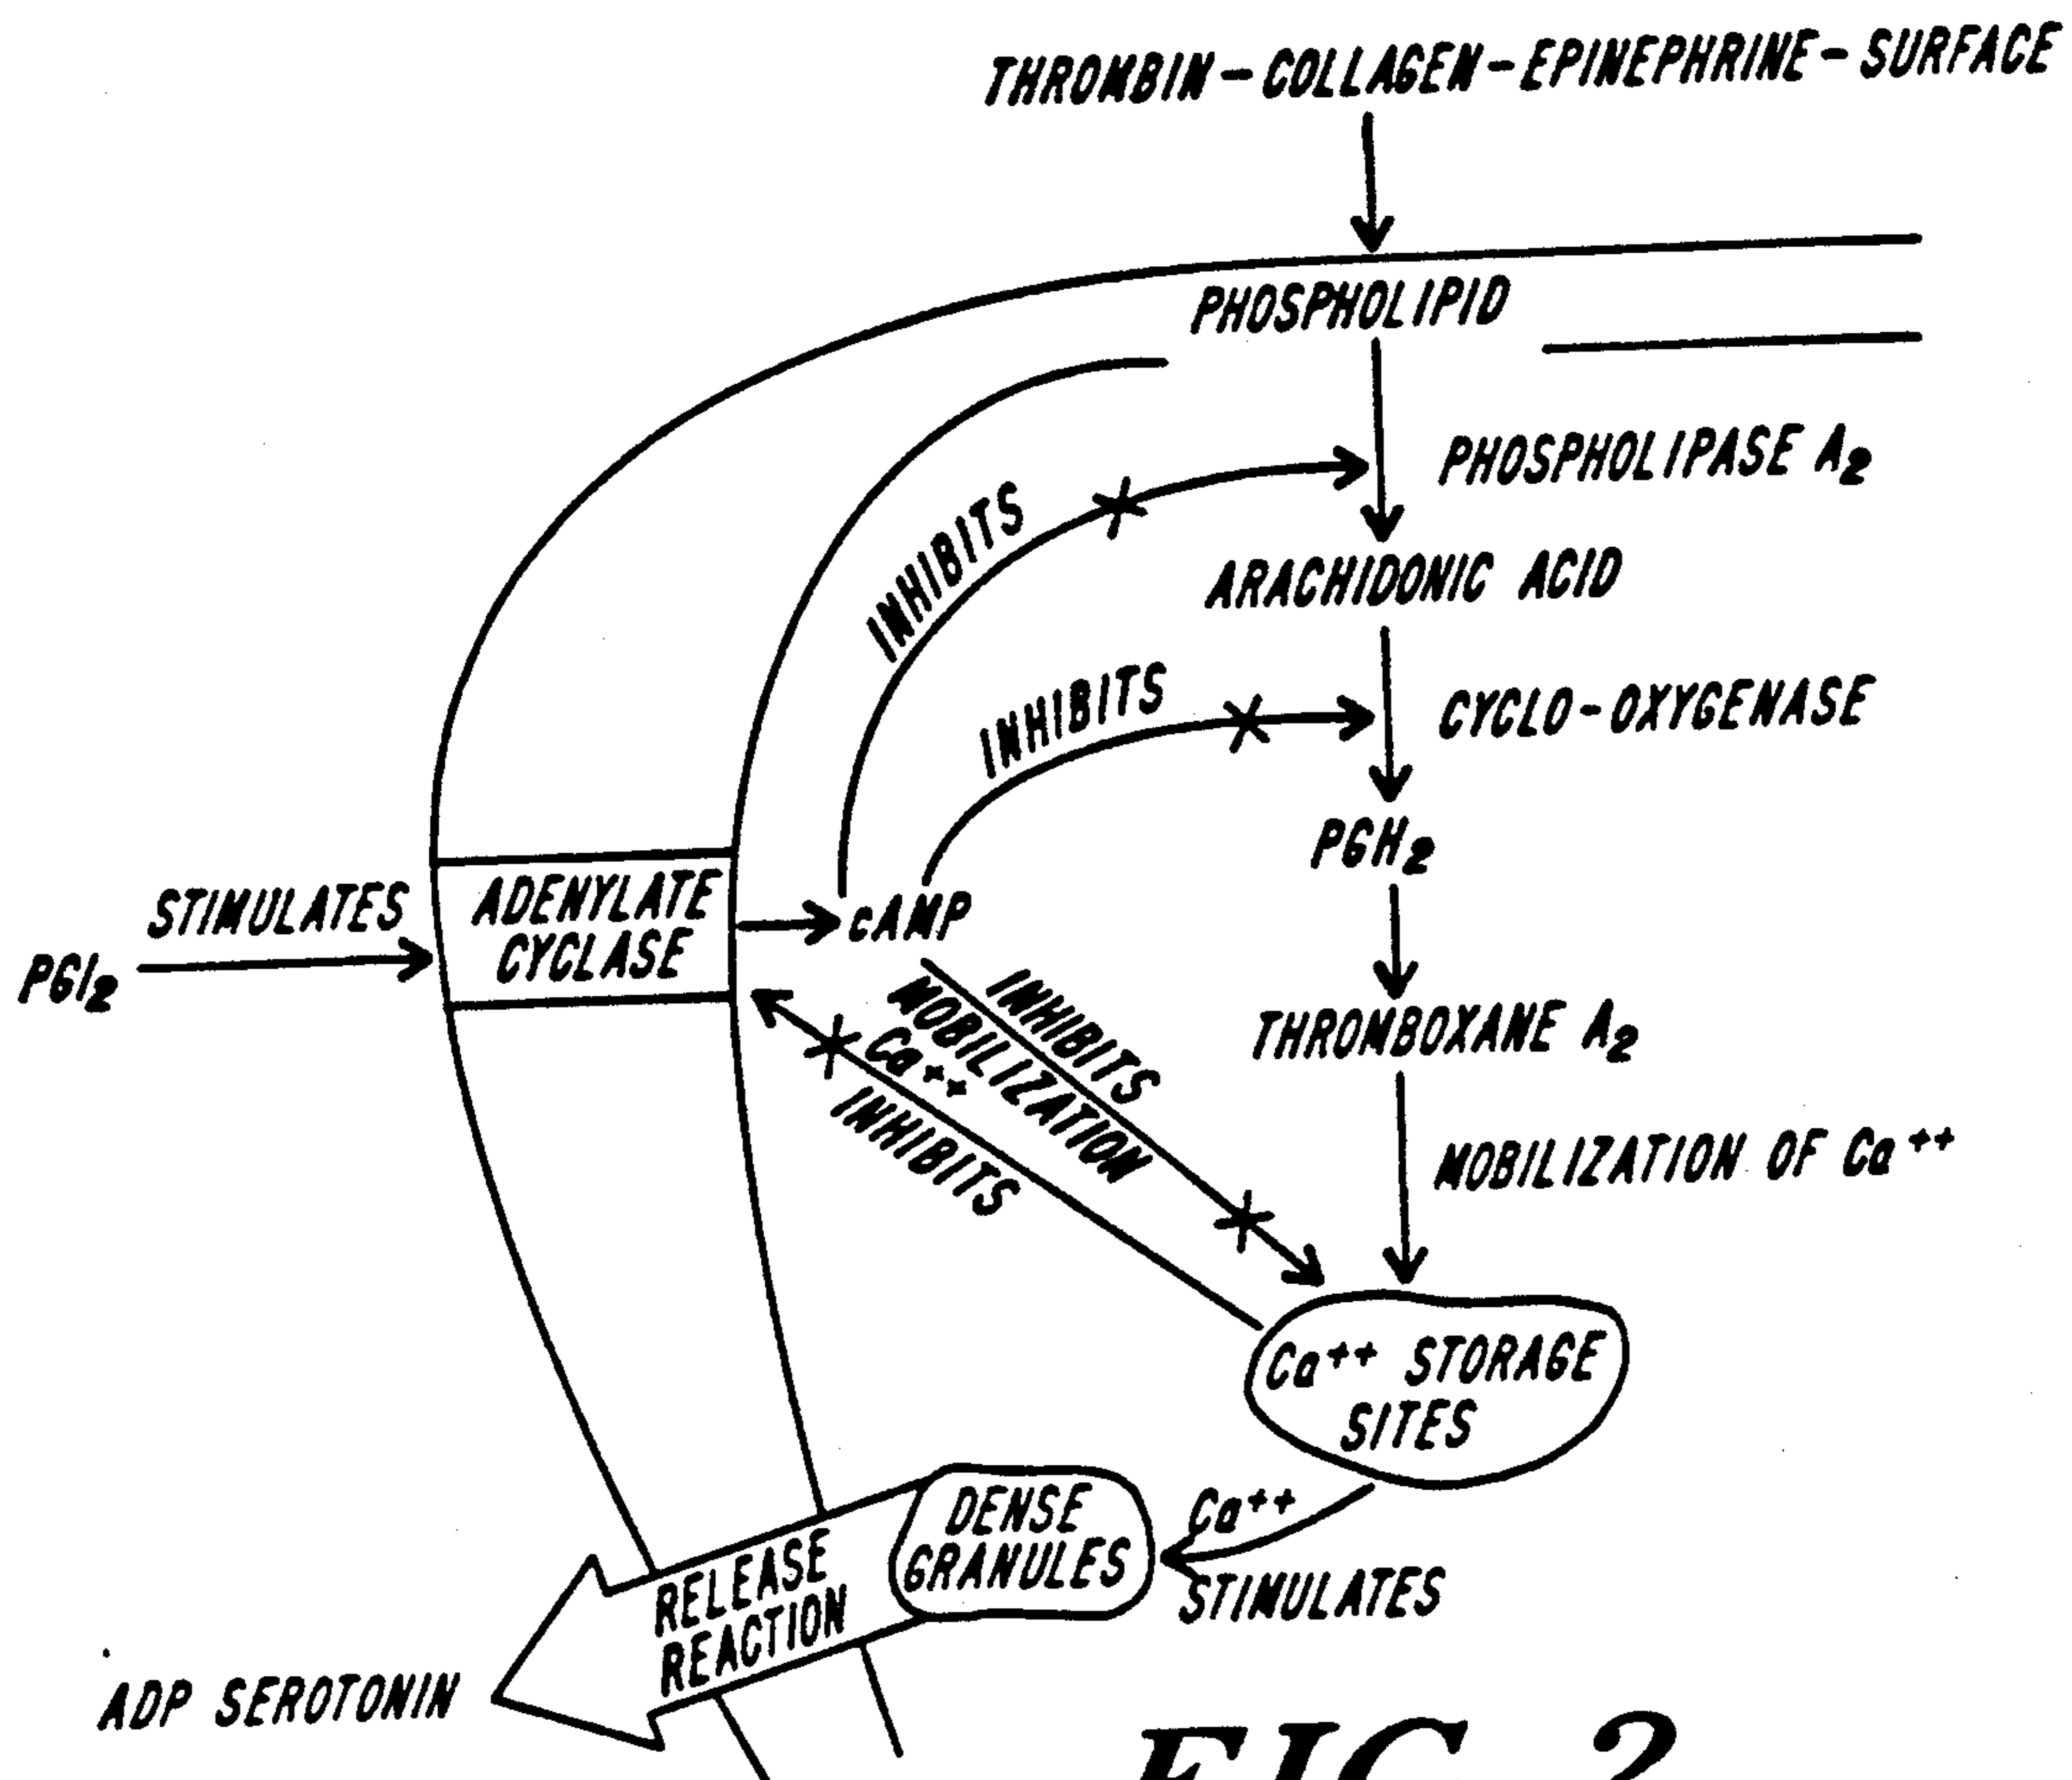 THROMBIN-COLLAGEN-EPINEPHRINE-SURFACE
PHOSPHOLIPID
PHOSPHOLIPASE A2
INHIBITS
ARACHIDONIC ACID
INHIBITS
CYCLO-OXYGENASE
PGH2
STIMULATES
ADENYLATE
CYCLASE
cAMP
PGI2
INHIBITS
MOBILIZATION
Ca++
INHIBITS
THROMBOXANE A2
MOBILIZATION OF Ca++
Ca++ STORAGE
SITES
Ca++
STIMULATES
DENSE
GRANULES
RELEASE
REACTION
ADP SEROTONIN
FIG. 2